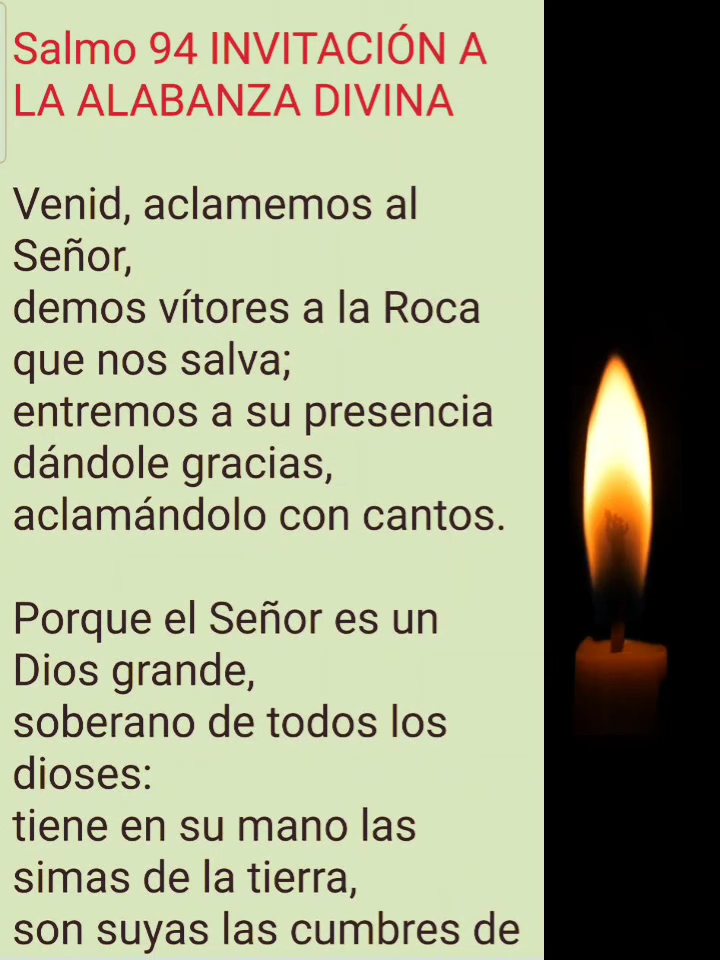 Salmo 94 INVITACIÓN A
LA ALABANZA DIVINA
Venid, aclamemos al
Señor,
demos vítores a la Roca
que nos salva;
entremos a su presencia
dándole gracias,
aclamándolo con cantos.
Porque el Señor es un
Dios grande,
soberano de todos los
dioses:
tiene en su mano las
simas de la tierra,
son suyas las cumbres de